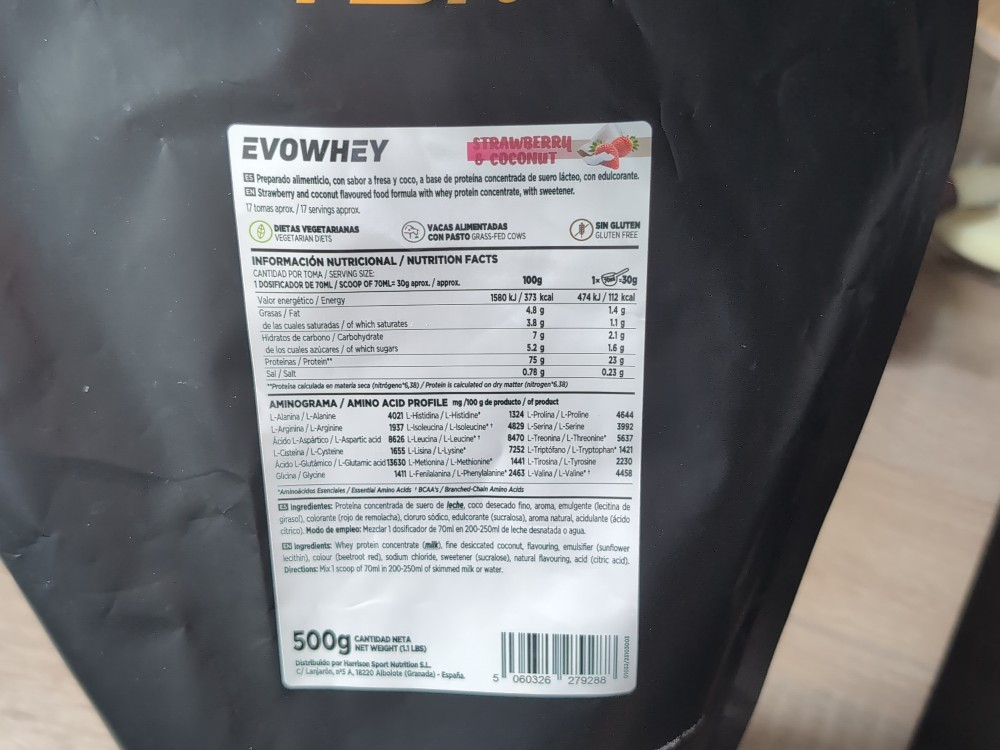 EVOWHEY
STRAWBERRY
& COCONUT
ES Preparado alimenticio, con sabor a fresa y coco, a base de proteína concentrada de suero lácteo, con edulcorante.
EN Strawberry and coconut flavoured food formula with whey protein concentrate, with sweetener.
17 tomas aprox. / 17 servings approx.
DIETAS VEGETARIANAS
VEGETARIAN DIETS
VACAS ALIMENTADAS
CON PASTO GRASS-FED COWS
SIN GLUTEN
GLUTEN FREE
INFORMACIÓN NUTRICIONAL / NUTRITION FACTS
CANTIDAD POR TOMA / SERVING SIZE:
1 DOSIFICADOR DE 70ML / SCOOP OF 70ML= 30g aprox. / approx. 100g 1x 70ml =30g
Valor energético / Energy 1580 kJ / 373 kcal 474 kJ / 112 kcal
Grasas / Fat 4.8 g 1.4 g
de las cuales saturadas / of which saturates 3.8 g 1.1 g
Hidratos de carbono / Carbohydrate 7 g 2.1 g
de los cuales azúcares / of which sugars 5.2 g 1.6 g
Proteínas / Protein** 75 g 23 g
Sal / Salt 0.78 g 0.23 g
**Proteína calculada en materia seca (nitrógeno*6,38) / Protein is calculated on dry matter (nitrogen*6.38)
AMINOGRAMA / AMINO ACID PROFILE mg /100 g de producto / of product
L-Alanina / L-Alanine 4021 L-Histidina / L-Histidine* 1324 L-Prolina / L-Proline 4644
L-Arginina / L-Arginine 1937 L-Isoleucina / L-Isoleucine* † 4829 L-Serina / L-Serine 3992
Ácido L-Aspártico / L-Aspartic acid 8626 L-Leucina / L-Leucine* † 8470 L-Treonina / L-Threonine* 5637
L-Cisteína / L-Cysteine 1655 L-Lisina / L-Lysine* 7252 L-Triptófano / L-Tryptophan* 1421
Ácido L-Glutámico / L-Glutamic acid 13630 L-Metionina / L-Methionine* 1441 L-Tirosina / L-Tyrosine 2230
Glicina / Glycine 1411 L-Fenilalanina / L-Phenylalanine* 2463 L-Valina / L-Valine* † 4458
*Aminoácidos Esenciales / Essential Amino Acids † BCAA's / Branched-Chain Amino Acids
ES Ingredientes: Proteína concentrada de suero de leche, coco desecado fino, aroma, emulgente (lecitina de
girasol), colorante (rojo de remolacha), cloruro sódico, edulcorante (sucralosa), aroma natural, acidulante (ácido
cítrico). Modo de empleo: Mezclar 1 dosificador de 70ml en 200-250ml de leche desnatada o agua.
EN Ingredients: Whey protein concentrate (milk), fine desiccated coconut, flavouring, emulsifier (sunflower
lecithin), colour (beetroot red), sodium chloride, sweetener (sucralose), natural flavouring, acid (citric acid).
Directions: Mix 1 scoop of 70ml in 200-250ml of skimmed milk or water.
500g CANTIDAD NETA
NET WEIGHT (1.1 LBS)
Distribuido por Harrison Sport Nutrition S.L.
C/ Lanjarón, nº5 A, 18220 Albolote (Granada) - España.
5 060326 279288